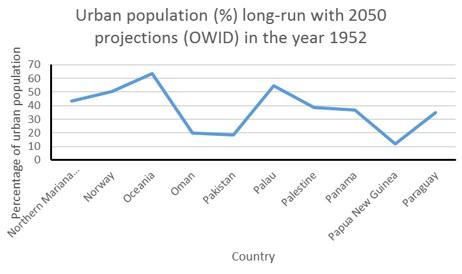 Urban population (%) long-run with 2050
projections (OWID) in the year 1952
Percentage of urban population
70
60
50
40
30
20
10
0
Northern Mariana...
Norway
Oceania
Oman
Pakistan
Palau
Palestine
Panama
Papua New Guinea
Paraguay
Country